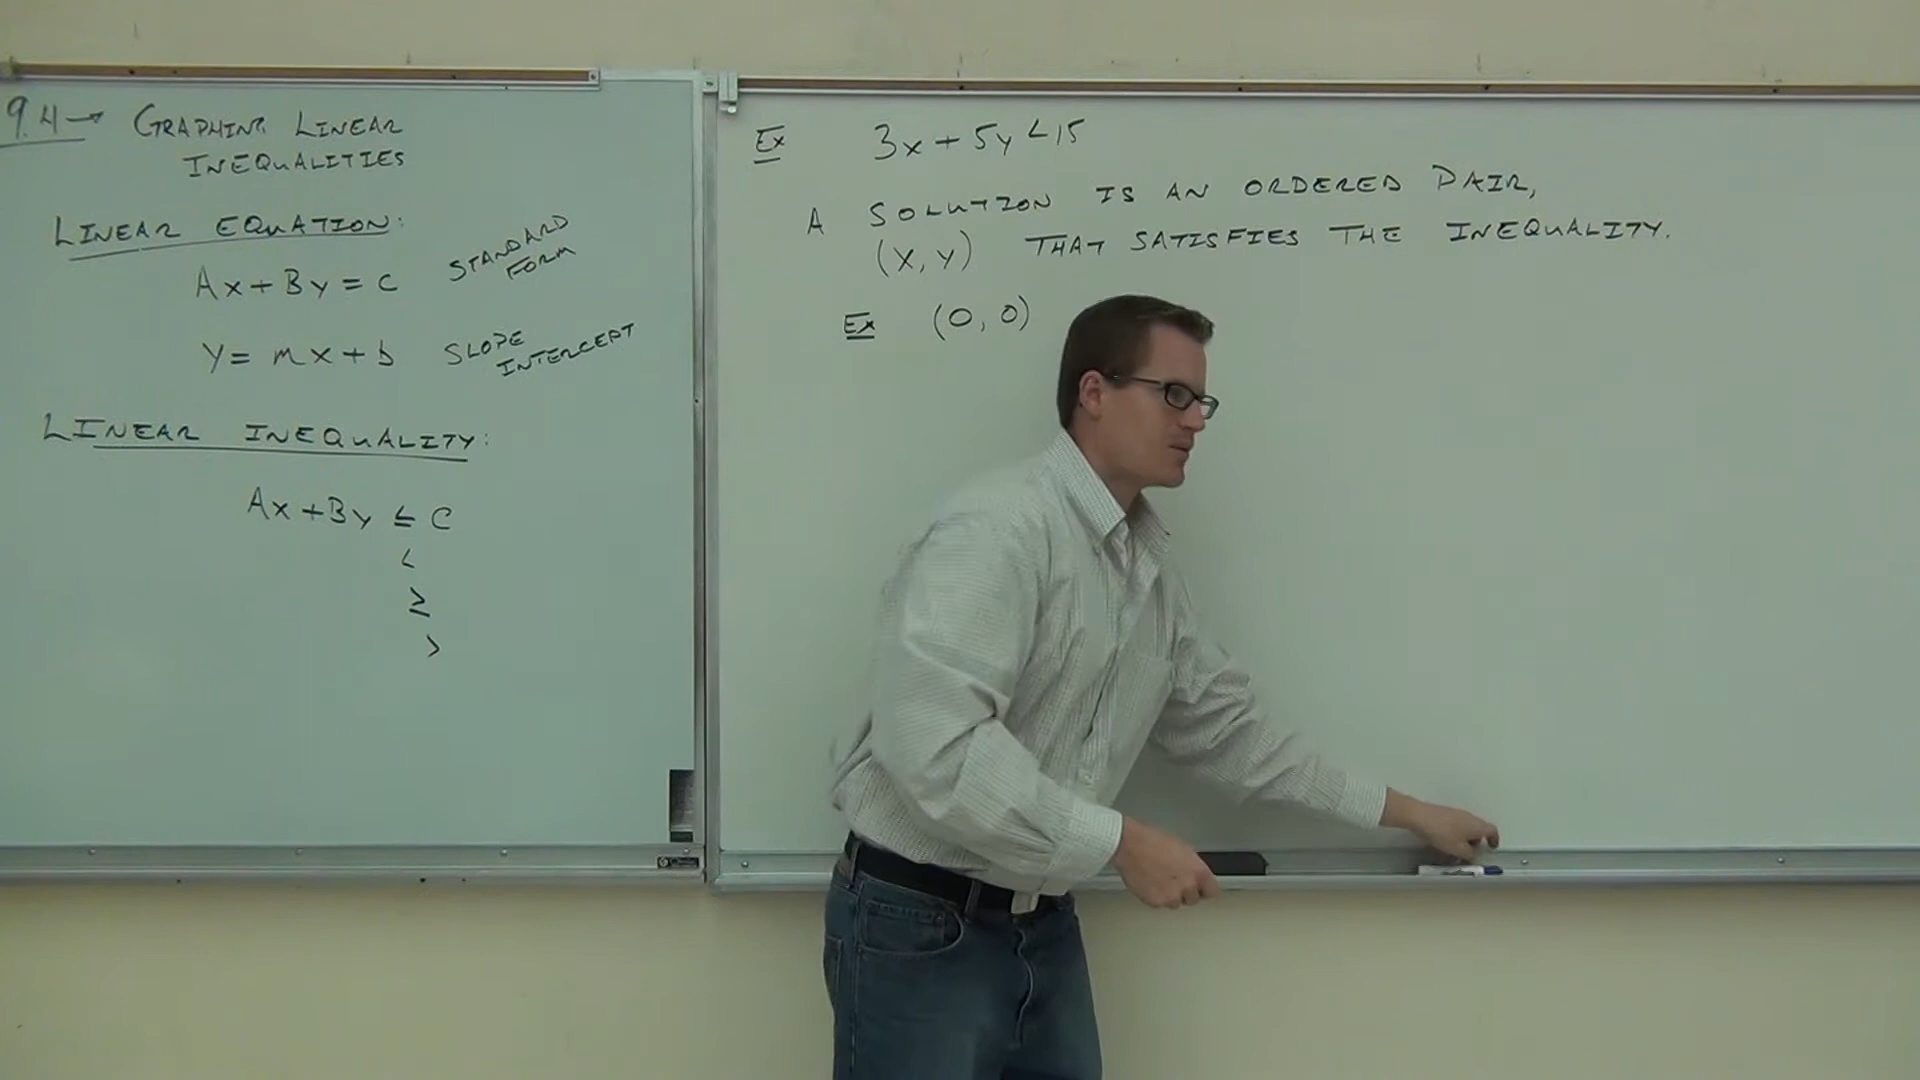 9.4 → GRAPHING LINEAR
INEQUALITIES
LINEAR EQUATION:
Ax + By = C STANDARD FORM
y = mx + b SLOPE INTERCEPT
LINEAR INEQUALITY:
Ax + By ≤ C
<
≥
>
Ex 3x + 5y < 15
A SOLUTION IS AN ORDERED PAIR,
(x, y) THAT SATISFIES THE INEQUALITY.
Ex (0, 0)